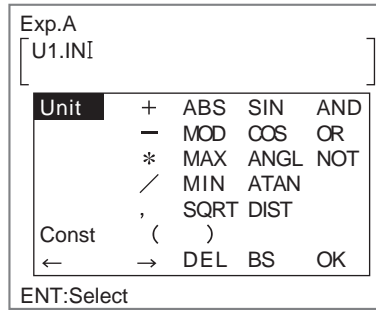 Exp.A
U1.IN
Unit + ABS SIN AND
− MOD COS OR
* MAX ANGL NOT
/ MIN ATAN
, SQRT DIST
Const ( )
← → DEL BS OK
ENT:Select